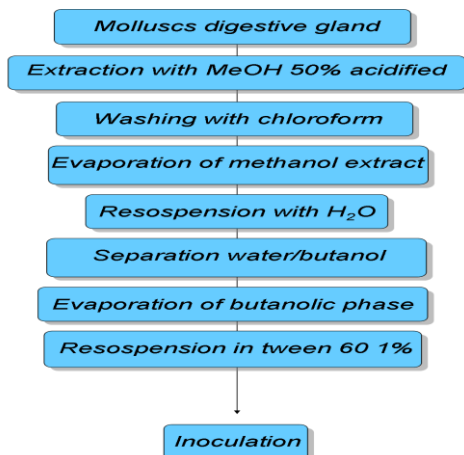 Molluscs digestive gland
Extraction with MeOH 50% acidified
Washing with chloroform
Evaporation of methanol extract
Resospension with H₂O
Separation water/butanol
Evaporation of butanolic phase
Resospension in tween 60 1%
Inoculation